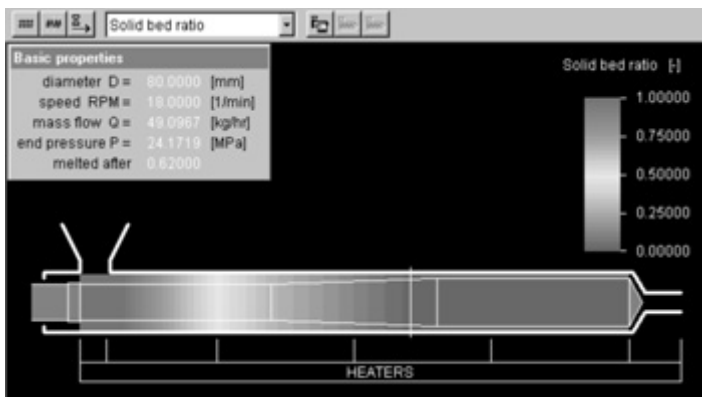 Solid bed ratio
Basic properties
diameter D = 80.0000 [mm]
speed RPM = 18.0000 [1/min]
mass flow Q = 49.0967 [kg/hr]
end pressure P = 24.1719 [MPa]
melted after 0.62000
Solid bed ratio [-]
1.00000
0.75000
0.50000
0.25000
0.00000
HEATERS